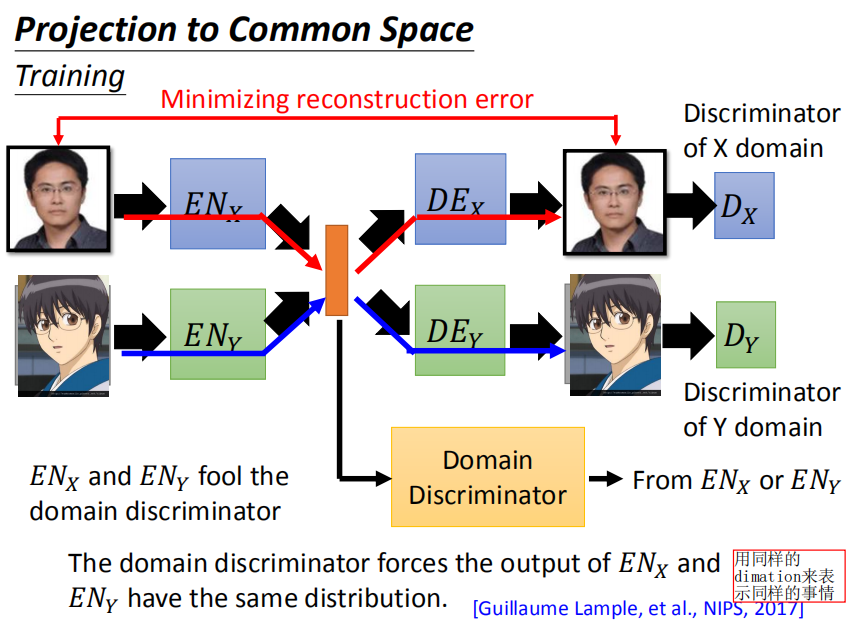 Projection to Common Space
Training
Minimizing reconstruction error
Discriminator
of X domain
EN_X
DE_X
D_X
EN_Y
DE_Y
D_Y
Discriminator
of Y domain
EN_X and EN_Y fool the
domain discriminator
Domain
Discriminator
From EN_X or EN_Y
The domain discriminator forces the output of EN_X and
EN_Y have the same distribution.
用同样的
dimation来表
示同样的事情
[Guillaume Lample, et al., NIPS, 2017]